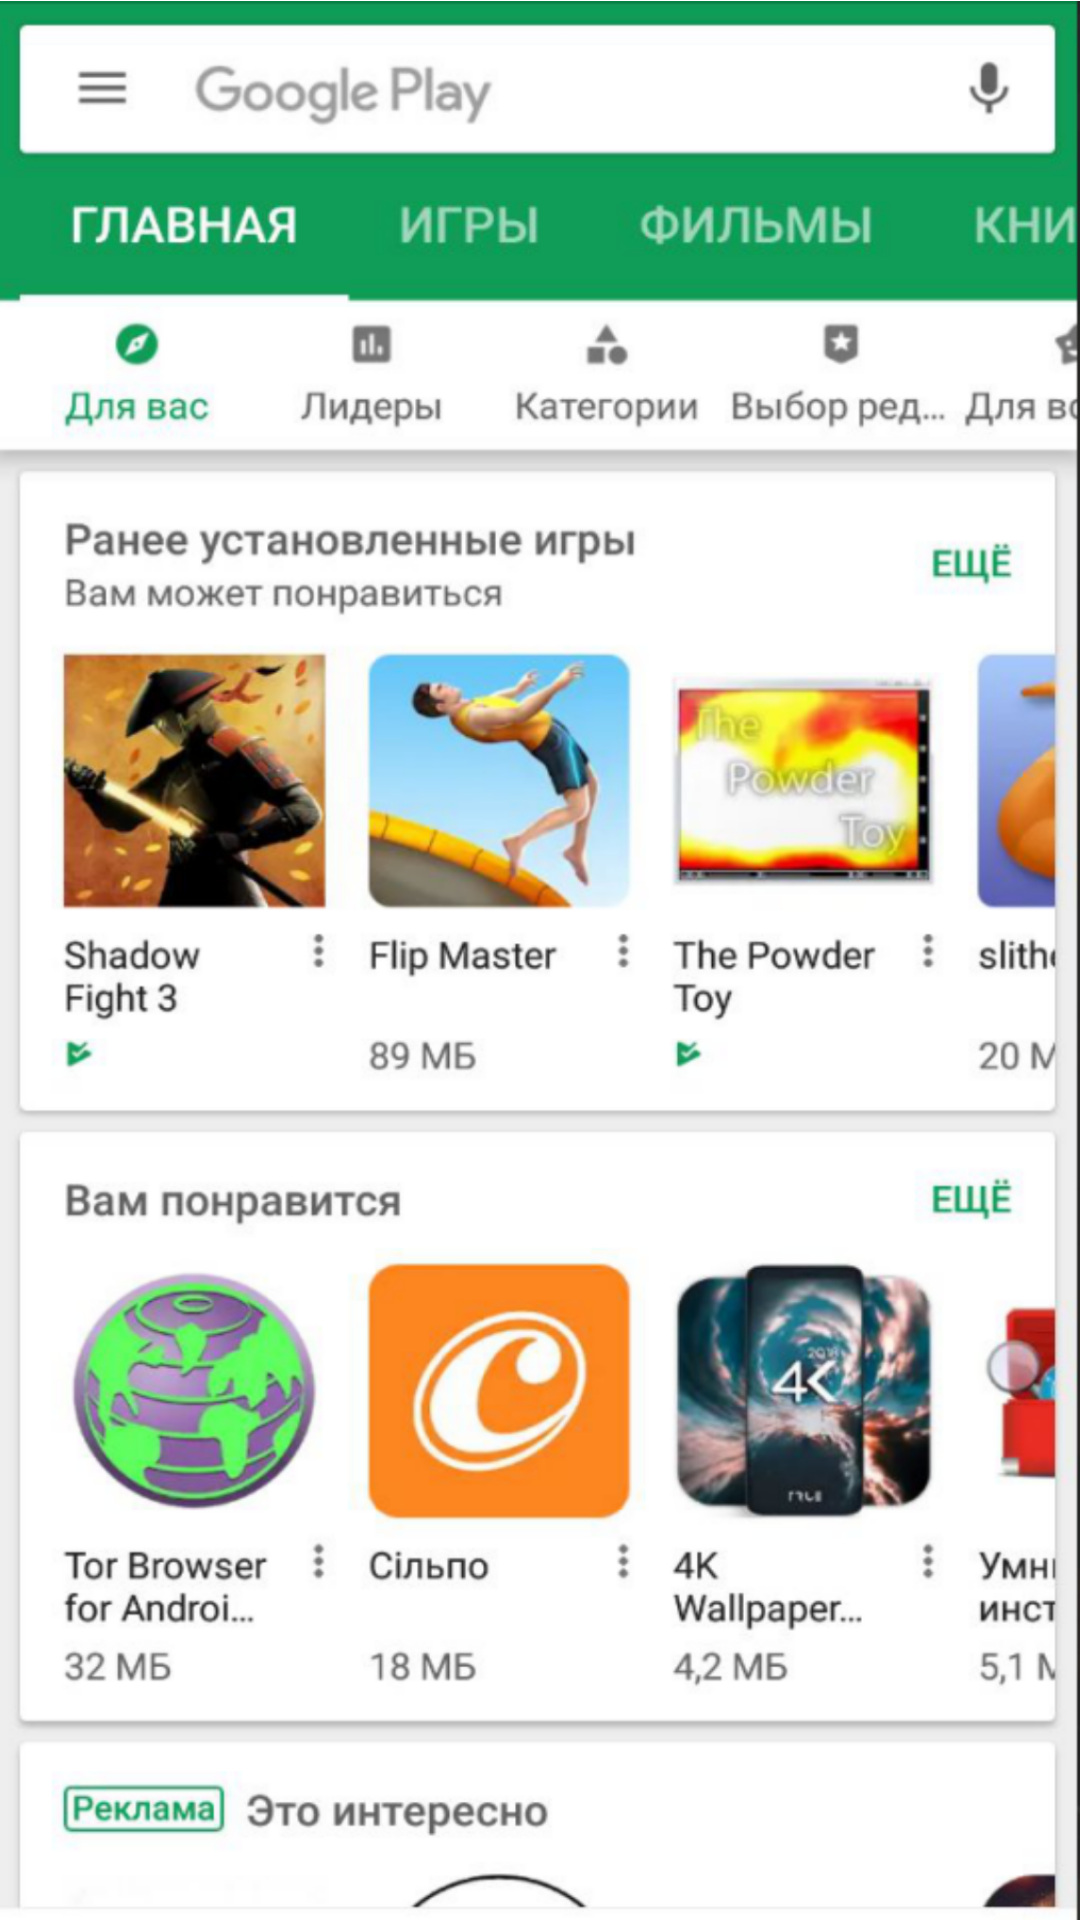 Google Play
ГЛАВНАЯ ИГРЫ ФИЛЬМЫ КНИ
Для вас Лидеры Категории Выбор ред... Для вс
Ранее установленные игры
ЕЩЁ
Вам может понравиться
The
Powder
Toy
Shadow Flip Master The Powder slithe
Fight 3 Toy
89 МБ 20 М
Вам понравится ЕЩЁ
2018
4K
TRUE
Tor Browser Сільпо 4K Умн
for Androi... Wallpaper... инст
32 МБ 18 МБ 4,2 МБ 5,1 М
Реклама Это интересно